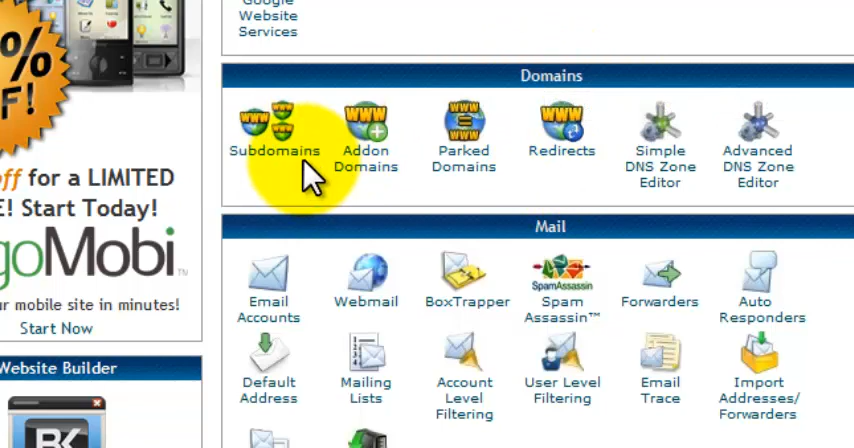 Google
Website
Services
%
F!
off for a LIMITED
E! Start Today!
goMobi™
ur mobile site in minutes!
Start Now
Website Builder
BK
Domains
Subdomains
Addon
Domains
Parked
Domains
Redirects
Simple
DNS Zone
Editor
Advanced
DNS Zone
Editor
Mail
Email
Accounts
Webmail
BoxTrapper
SpamAssassin
Spam
Assassin™
Forwarders
Auto
Responders
Default
Address
Mailing
Lists
Account
Level
Filtering
User Level
Filtering
Email
Trace
Import
Addresses/
Forwarders